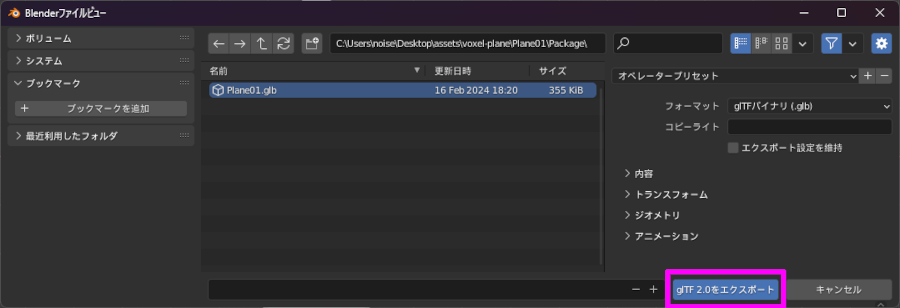 Blenderファイルビュー
ボリューム
システム
ブックマーク
ブックマークを追加
最近利用したフォルダ
C:\Users\noise\Desktop\assets\voxel-plane\Plane01\Package\
名前 更新日時 サイズ
Plane01.glb 16 Feb 2024 18:20 355 KiB
オペレータープリセット
フォーマット glTFバイナリ (.glb)
コピーライト
エクスポート設定を維持
内容
トランスフォーム
ジオメトリ
アニメーション
glTF 2.0をエクスポート キャンセル